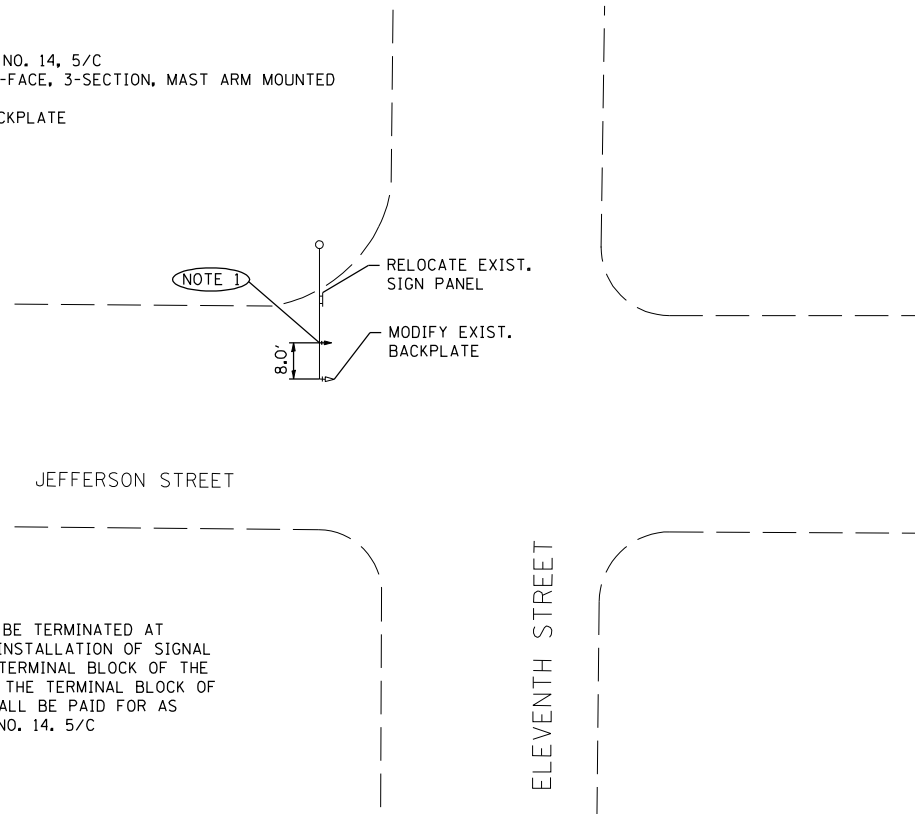 NO. 14, 5/C
-FACE, 3-SECTION, MAST ARM MOUNTED
CKPLATE
RELOCATE EXIST.
SIGN PANEL
NOTE 1
MODIFY EXIST.
BACKPLATE
8.0'
JEFFERSON STREET
ELEVENTH STREET
BE TERMINATED AT
INSTALLATION OF SIGNAL
TERMINAL BLOCK OF THE
THE TERMINAL BLOCK OF
ALL BE PAID FOR AS
NO. 14. 5/C